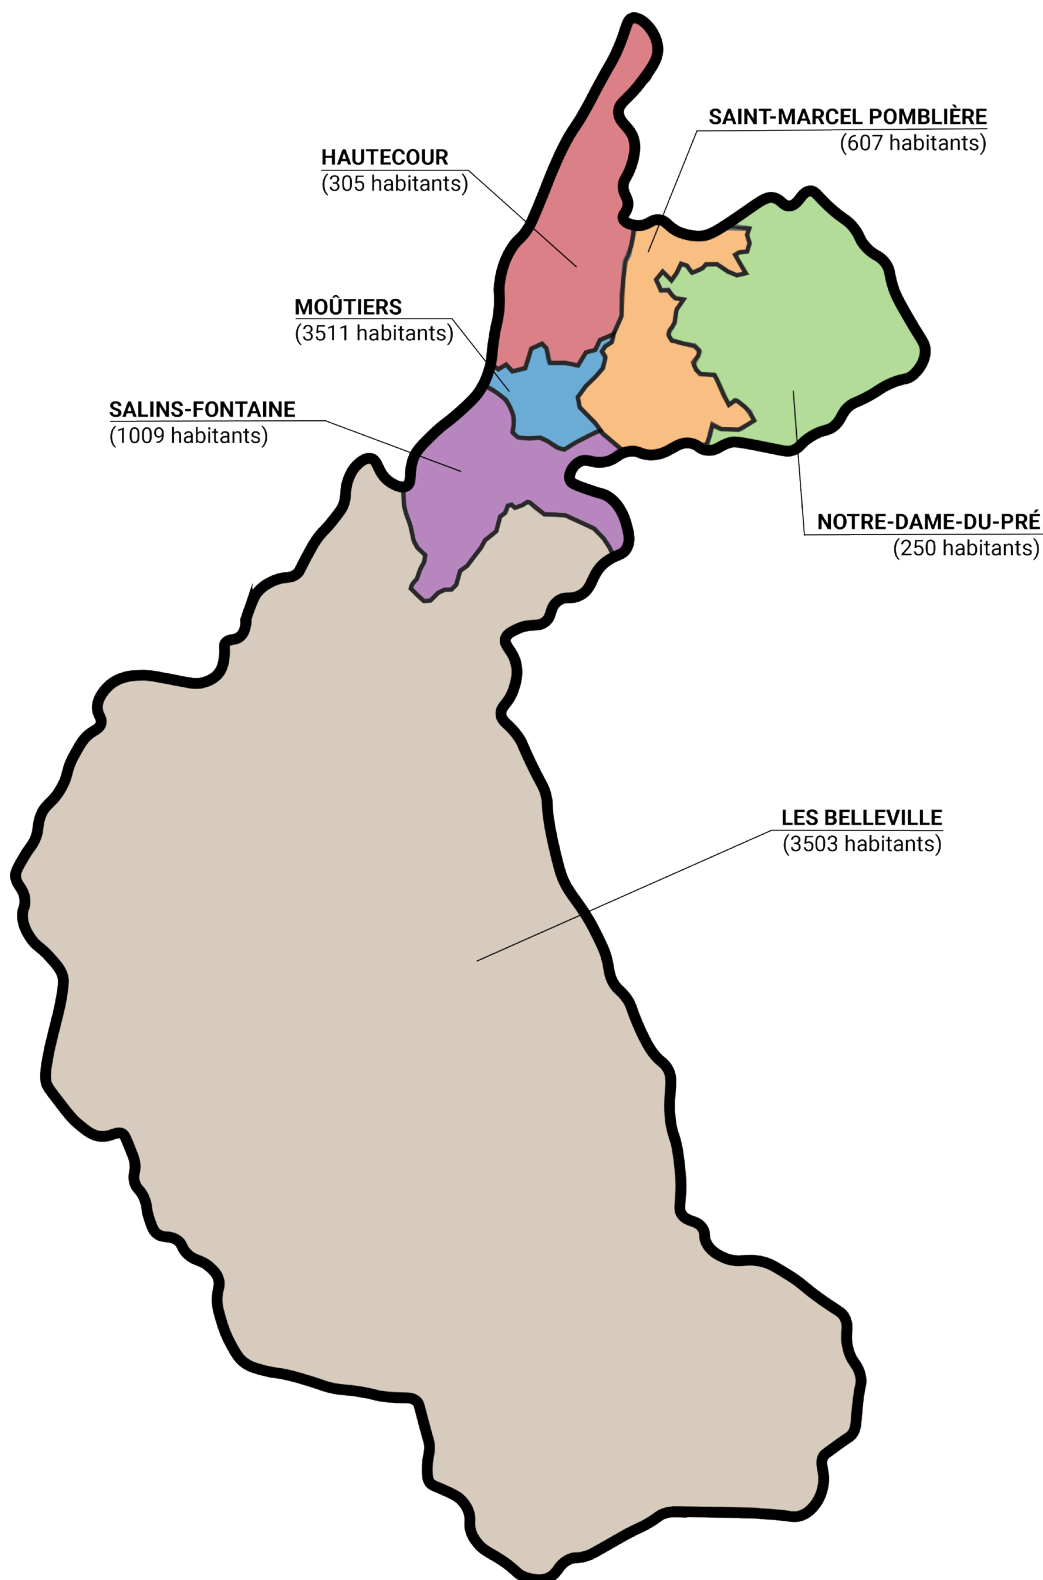 SAINT-MARCEL POMBLIÈRE
(607 habitants)
HAUTECOUR
(305 habitants)
MOÛTIERS
(3511 habitants)
SALINS-FONTAINE
(1009 habitants)
NOTRE-DAME-DU-PRÉ
(250 habitants)
LES BELLEVILLE
(3503 habitants)